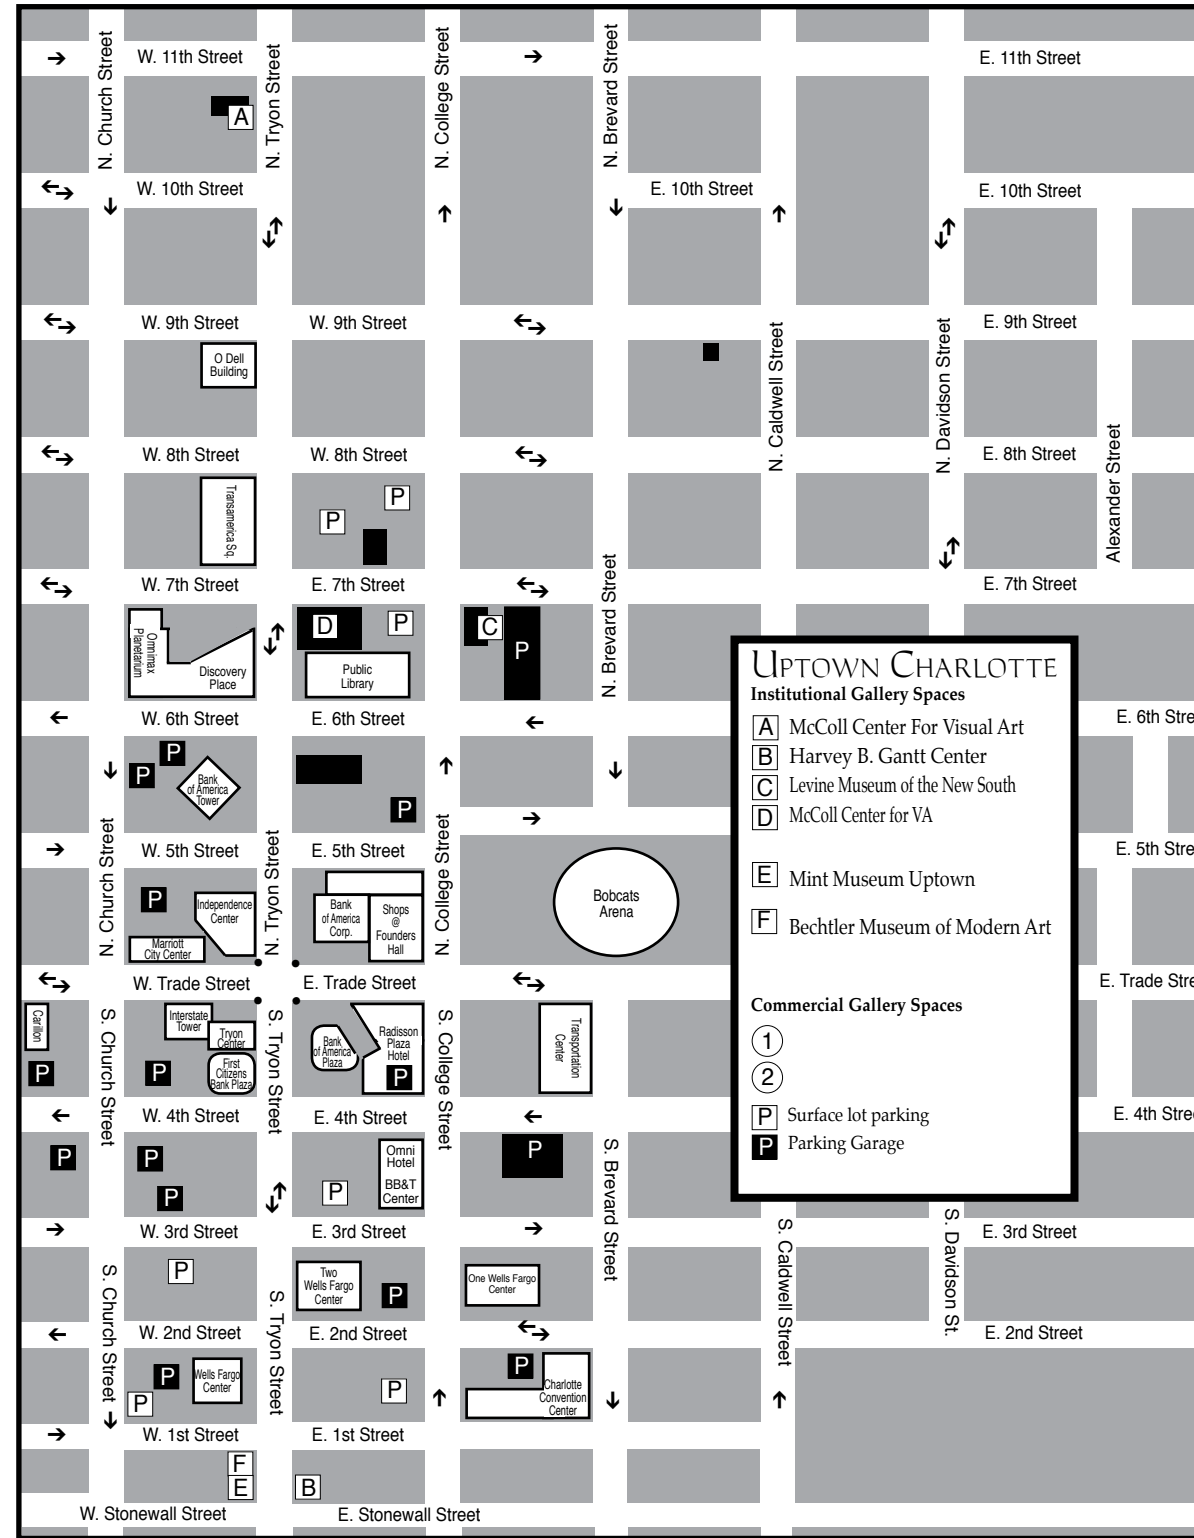 W. 11th Street
E. 11th Street
N. Church Street
N. Tryon Street
N. College Street
N. Brevard Street
A
W. 10th Street
E. 10th Street
E. 10th Street
W. 9th Street
W. 9th Street
E. 9th Street
N. Caldwell Street
N. Davidson Street
O Dell
Building
W. 8th Street
W. 8th Street
E. 8th Street
Alexander Street
Transamerica Sq.
P
P
W. 7th Street
E. 7th Street
E. 7th Street
N. Brevard Street
Omnimax
Planetarium
Discovery
Place
D
P
Public
Library
C
P
W. 6th Street
E. 6th Street
E. 6th Stre
P
P
Bank
of America
Tower
P
N. Church Street
N. Tryon Street
N. College Street
W. 5th Street
E. 5th Street
E. 5th Stre
P
Independence
Center
Marriott
City Center
Bank
of America
Corp.
Shops
@
Founders
Hall
Bobcats
Arena
W. Trade Street
E. Trade Street
E. Trade Stre
Carillon
P
S. Church Street
Interstate
Tower
Tryon
Center
First
Citizens
Bank Plaza
P
S. Tryon Street
Bank
of America
Plaza
Radisson
Plaza
Hotel
P
S. College Street
Transportation
Center
W. 4th Street
E. 4th Street
E. 4th Stre
P
P
P
P
Omni
Hotel
BB&T
Center
P
S. Brevard Street
W. 3rd Street
E. 3rd Street
E. 3rd Street
S. Caldwell Street
S. Davidson St.
S. Church Street
P
S. Tryon Street
Two
Wells Fargo
Center
P
One Wells Fargo
Center
W. 2nd Street
E. 2nd Street
E. 2nd Street
P
P
Wells Fargo
Center
P
P
Charlotte
Convention
Center
W. 1st Street
E. 1st Street
F
E
B
W. Stonewall Street
E. Stonewall Street
UPTOWN CHARLOTTE
Institutional Gallery Spaces
A McColl Center For Visual Art
B Harvey B. Gantt Center
C Levine Museum of the New South
D McColl Center for VA
E Mint Museum Uptown
F Bechtler Museum of Modern Art
Commercial Gallery Spaces
1
2
P Surface lot parking
P Parking Garage